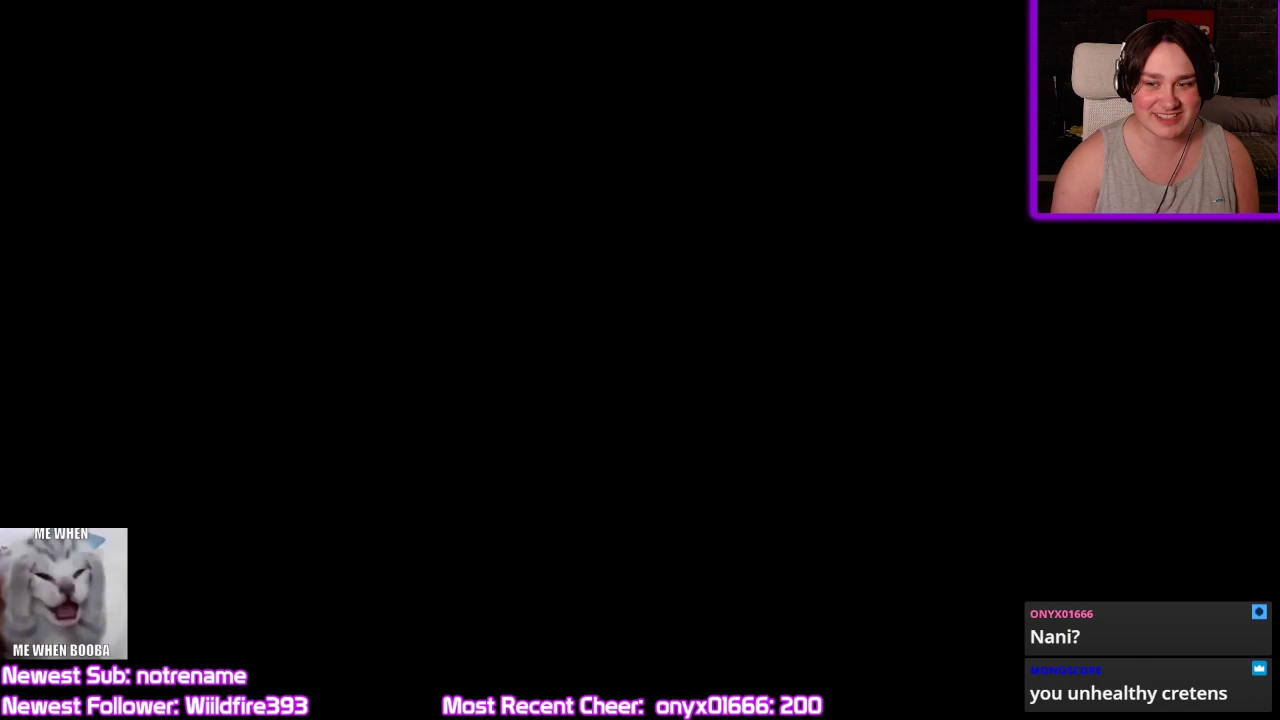 ME WHEN
ME WHEN BOOBA
Newest Sub: notrename
Newest Follower: Wiildfire393
Most Recent Cheer: onyx01666: 200
ONYX01666
Nani?
MONOSCORE
you unhealthy cretens